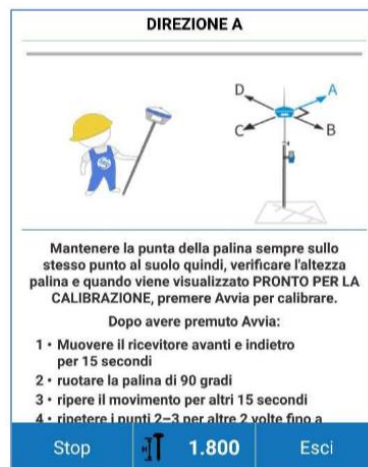 DIREZIONE A
D A
C B
Mantenere la punta della palina sempre sullo
stesso punto al suolo quindi, verificare l'altezza
palina e quando viene visualizzato PRONTO PER LA
CALIBRAZIONE, premere Avvia per calibrare.
Dopo avere premuto Avvia:
1 • Muovere il ricevitore avanti e indietro
per 15 secondi
2 • ruotare la palina di 90 gradi
3 • ripere il movimento per altri 15 secondi
4 • ripetere i punti 2–3 per altre 2 volte fino a
Stop 1.800 Esci